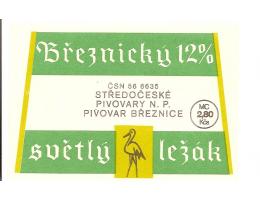 Březnický 12%
ČSN 56 6635
STŘEDOČESKÉ
PIVOVARY N. P.
PIVOVAR BŘEZNICE
MC
2,80
Kčs
světlý ležák